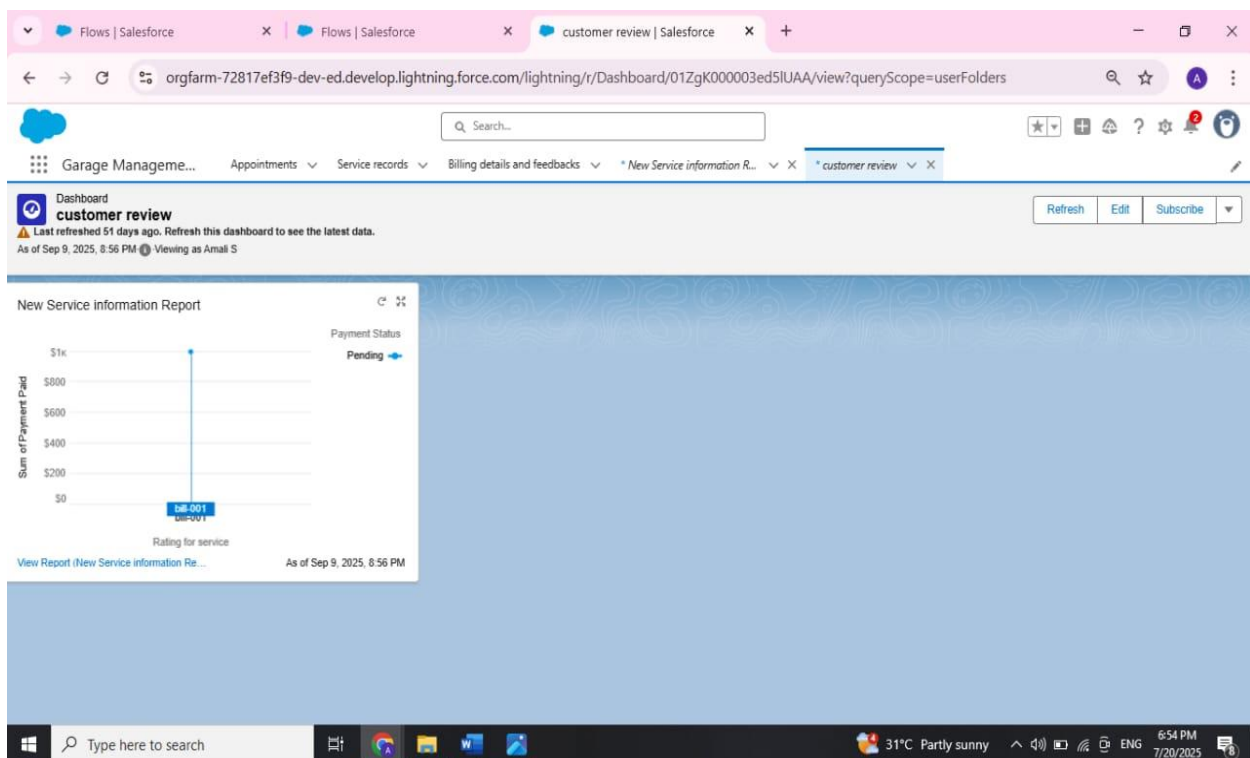 Flows | Salesforce
Flows | Salesforce
customer review | Salesforce
orgfarm-72817ef3f9-dev-ed.develop.lightning.force.com/lightning/r/Dashboard/01ZgK000003ed5lUAA/view?queryScope=userFolders
A
Search...
2
Garage Manageme...
Appointments
Service records
Billing details and feedbacks
* New Service information R...
* customer review
Dashboard
customer review
Last refreshed 51 days ago. Refresh this dashboard to see the latest data.
As of Sep 9, 2025, 8:56 PM Viewing as Amali S
Refresh
Edit
Subscribe
New Service information Report
Payment Status
Pending
Sum of Payment Paid
$1K
$800
$600
$400
$200
$0
bill-001
bill-001
Rating for service
View Report (New Service information Re...
As of Sep 9, 2025, 8:56 PM
Type here to search
31°C Partly sunny
ENG
6:54 PM
7/20/2025
8